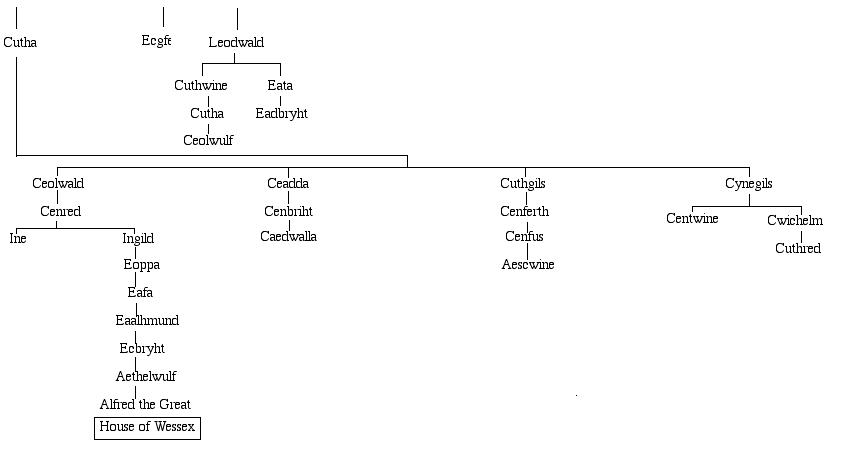 Cutha Ecgfe Leodwald
Cuthwine Eata
Cutha Eadbryht
Ceolwulf
Ceolwald Ceadda Cuthgils Cynegils
Cenred Cenbriht Cenferth Centwine Cwichelm
Ine Ingild Caedwalla Cenfus Cuthred
Eoppa Aescwine
Eafa
Eaalhmund
Ecbryht
Aethelwulf
Alfred the Great
House of Wessex